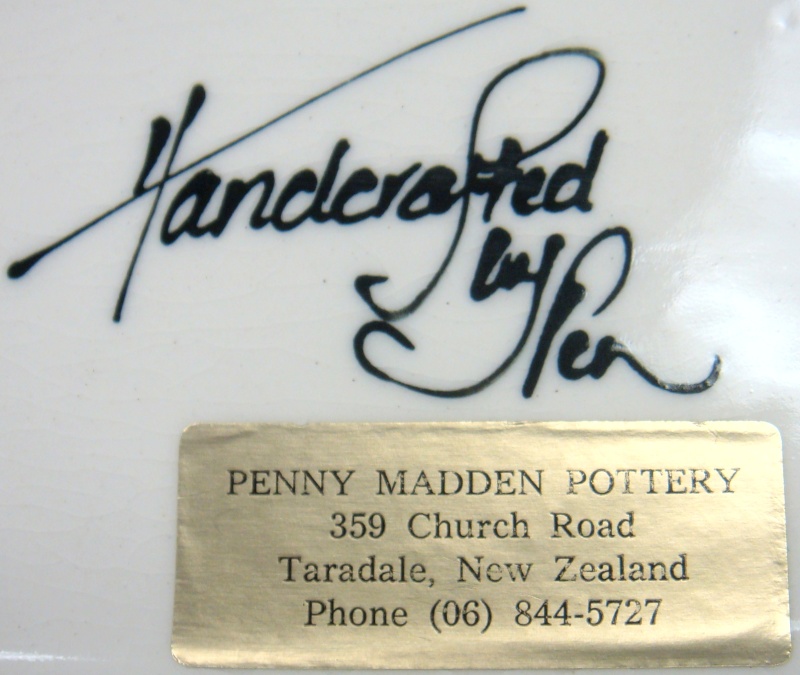 Handcrafted
by Pen
PENNY MADDEN POTTERY
359 Church Road
Taradale, New Zealand
Phone (06) 844-5727